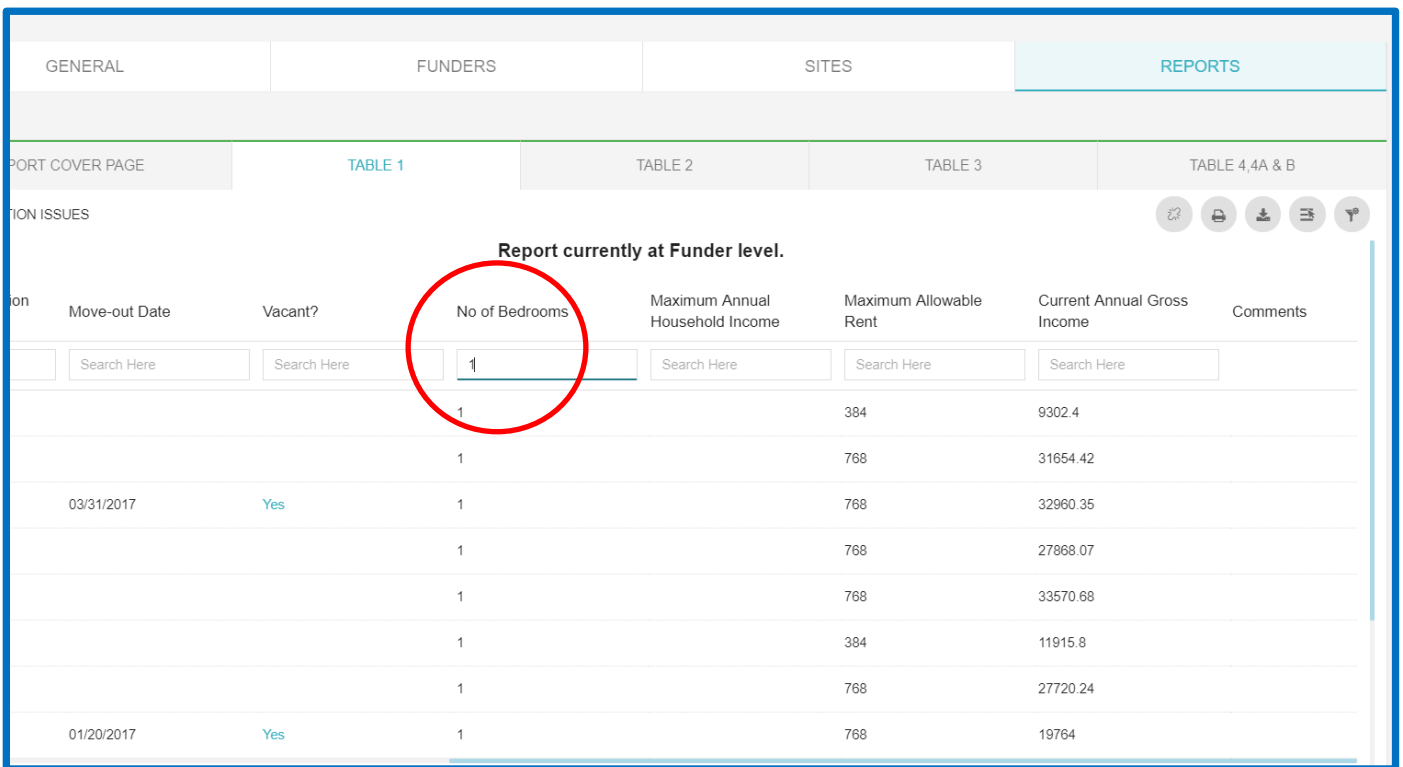 GENERAL FUNDERS SITES REPORTS
PORT COVER PAGE TABLE 1 TABLE 2 TABLE 3 TABLE 4,4A & B
TION ISSUES
Report currently at Funder level.
ion Move-out Date Vacant? No of Bedrooms Maximum Annual Household Income Maximum Allowable Rent Current Annual Gross Income Comments
Search Here Search Here 1 Search Here Search Here Search Here
1 384 9302.4
1 768 31654.42
03/31/2017 Yes 1 768 32960.35
1 768 27868.07
1 768 33570.68
1 384 11915.8
1 768 27720.24
01/20/2017 Yes 1 768 19764